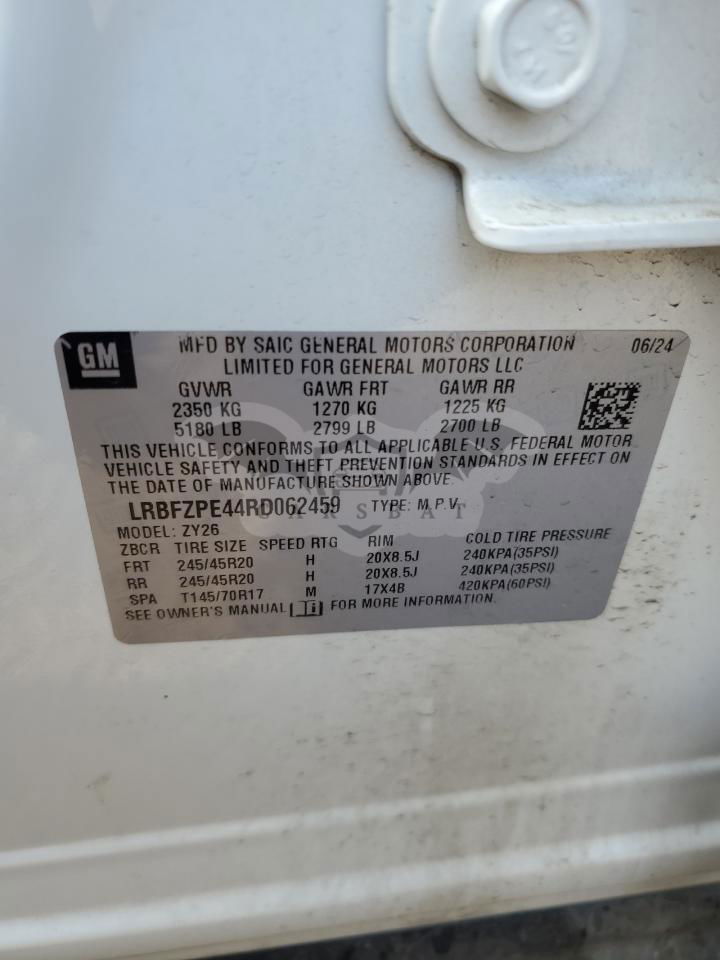 GM
MFD BY SAIC GENERAL MOTORS CORPORATION 06/24
LIMITED FOR GENERAL MOTORS LLC
GVWR GAWR FRT GAWR RR
2350 KG 1270 KG 1225 KG
5180 LB 2799 LB 2700 LB
THIS VEHICLE CONFORMS TO ALL APPLICABLE U.S. FEDERAL MOTOR
VEHICLE SAFETY AND THEFT PREVENTION STANDARDS IN EFFECT ON
THE DATE OF MANUFACTURE SHOWN ABOVE.
LRBFZPE44RD062459 TYPE: M.P.V.
CARSBAT
MODEL: ZY26
ZBCR TIRE SIZE SPEED RTG RIM COLD TIRE PRESSURE
FRT 245/45R20 H 20X8.5J 240KPA(35PSI)
RR 245/45R20 H 20X8.5J 240KPA(35PSI)
SPA T145/70R17 M 17X4B 420KPA(60PSI)
SEE OWNER'S MANUAL FOR MORE INFORMATION.